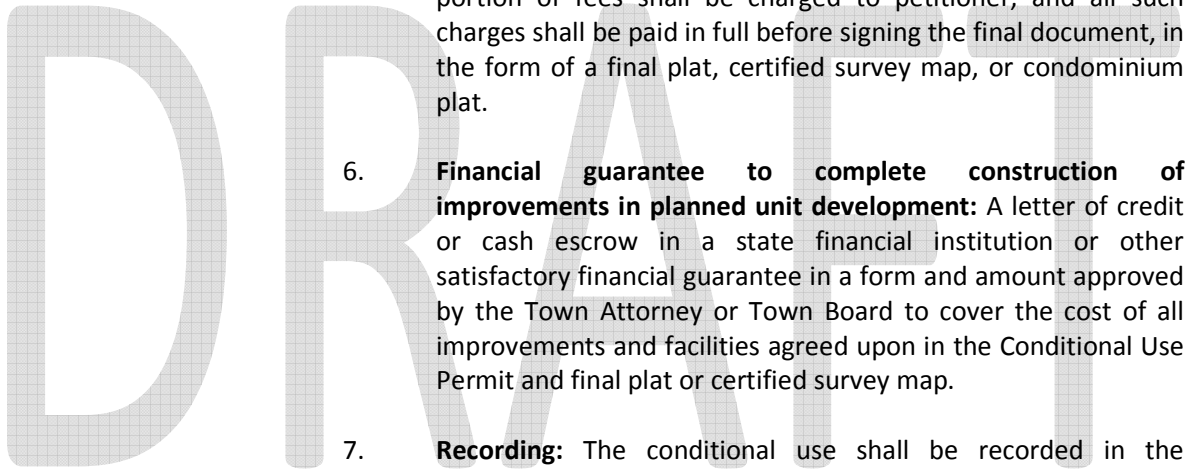 portion of fees shall be charged to petitioner, and all such
charges shall be paid in full before signing the final document, in
the form of a final plat, certified survey map, or condominium
plat.
6. Financial guarantee to complete construction of
improvements in planned unit development: A letter of credit
or cash escrow in a state financial institution or other
satisfactory financial guarantee in a form and amount approved
by the Town Attorney or Town Board to cover the cost of all
improvements and facilities agreed upon in the Conditional Use
Permit and final plat or certified survey map.
7. Recording: The conditional use shall be recorded in the
DRAFT